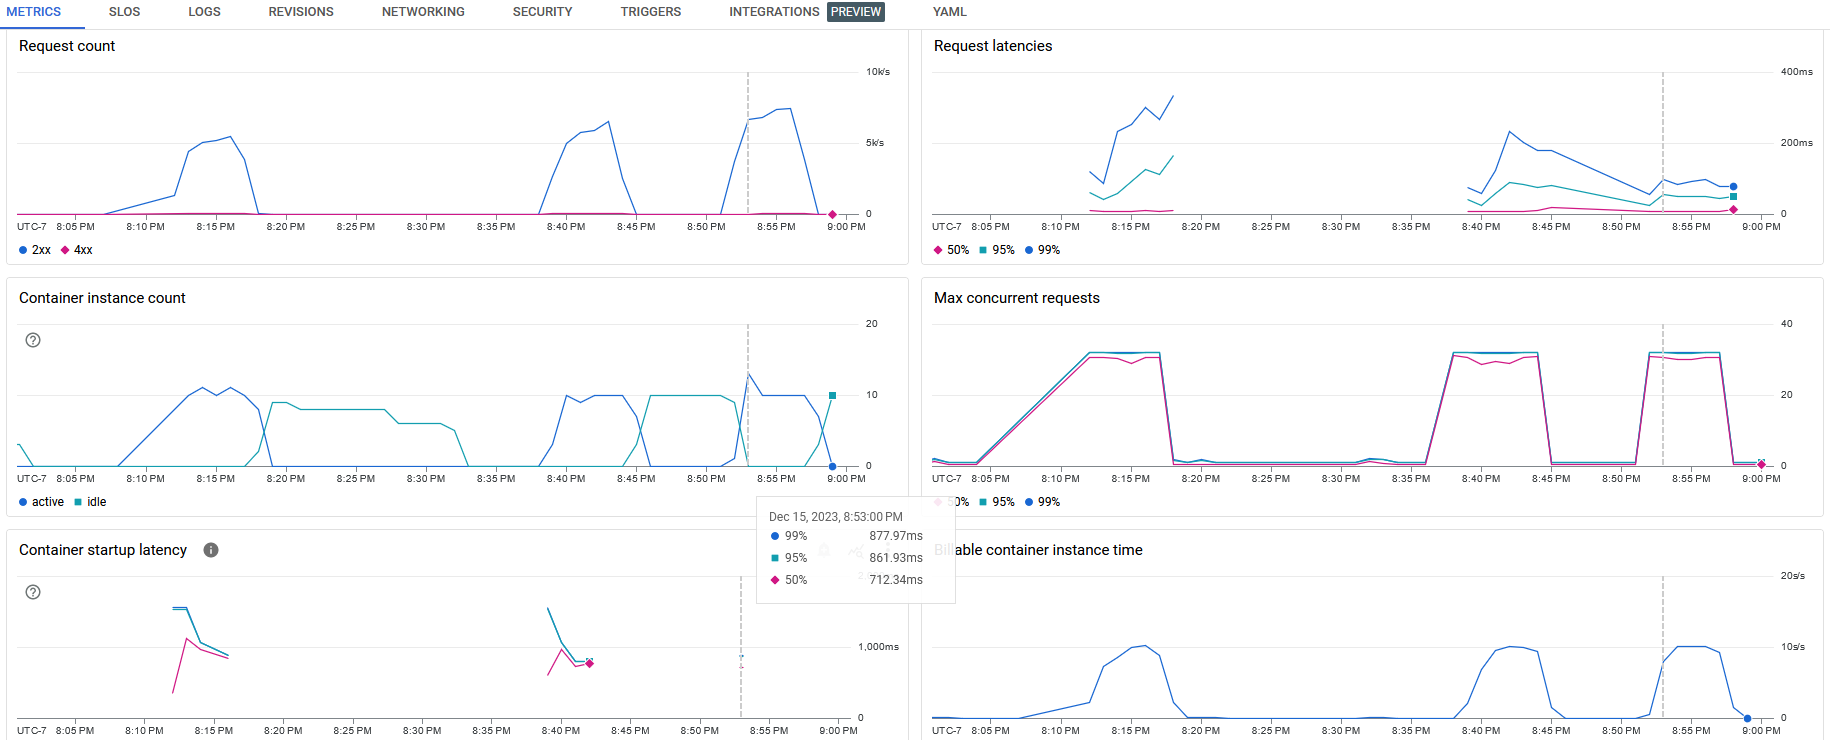 METRICS SLOS LOGS REVISIONS NETWORKING SECURITY TRIGGERS INTEGRATIONS PREVIEW YAML
Request count
10k/s
5k/s
0
UTC-7 8:05 PM 8:10 PM 8:15 PM 8:20 PM 8:25 PM 8:30 PM 8:35 PM 8:40 PM 8:45 PM 8:50 PM 8:55 PM 9:00 PM
2xx 4xx
Request latencies
400ms
200ms
0
UTC-7 8:05 PM 8:10 PM 8:15 PM 8:20 PM 8:25 PM 8:30 PM 8:35 PM 8:40 PM 8:45 PM 8:50 PM 8:55 PM 9:00 PM
50% 95% 99%
Container instance count
20
10
0
UTC-7 8:05 PM 8:10 PM 8:15 PM 8:20 PM 8:25 PM 8:30 PM 8:35 PM 8:40 PM 8:45 PM 8:50 PM 8:55 PM 9:00 PM
active idle
Max concurrent requests
40
20
0
UTC-7 8:05 PM 8:10 PM 8:15 PM 8:20 PM 8:25 PM 8:30 PM 8:35 PM 8:40 PM 8:45 PM 8:50 PM 8:55 PM 9:00 PM
50% 95% 99%
Container startup latency
1,000ms
0
UTC-7 8:05 PM 8:10 PM 8:15 PM 8:20 PM 8:25 PM 8:30 PM 8:35 PM 8:40 PM 8:45 PM 8:50 PM 8:55 PM 9:00 PM
Dec 15, 2023, 8:53:00 PM
99% 877.97ms
95% 861.93ms
50% 712.34ms
Billable container instance time
20s/s
10s/s
0
UTC-7 8:05 PM 8:10 PM 8:15 PM 8:20 PM 8:25 PM 8:30 PM 8:35 PM 8:40 PM 8:45 PM 8:50 PM 8:55 PM 9:00 PM